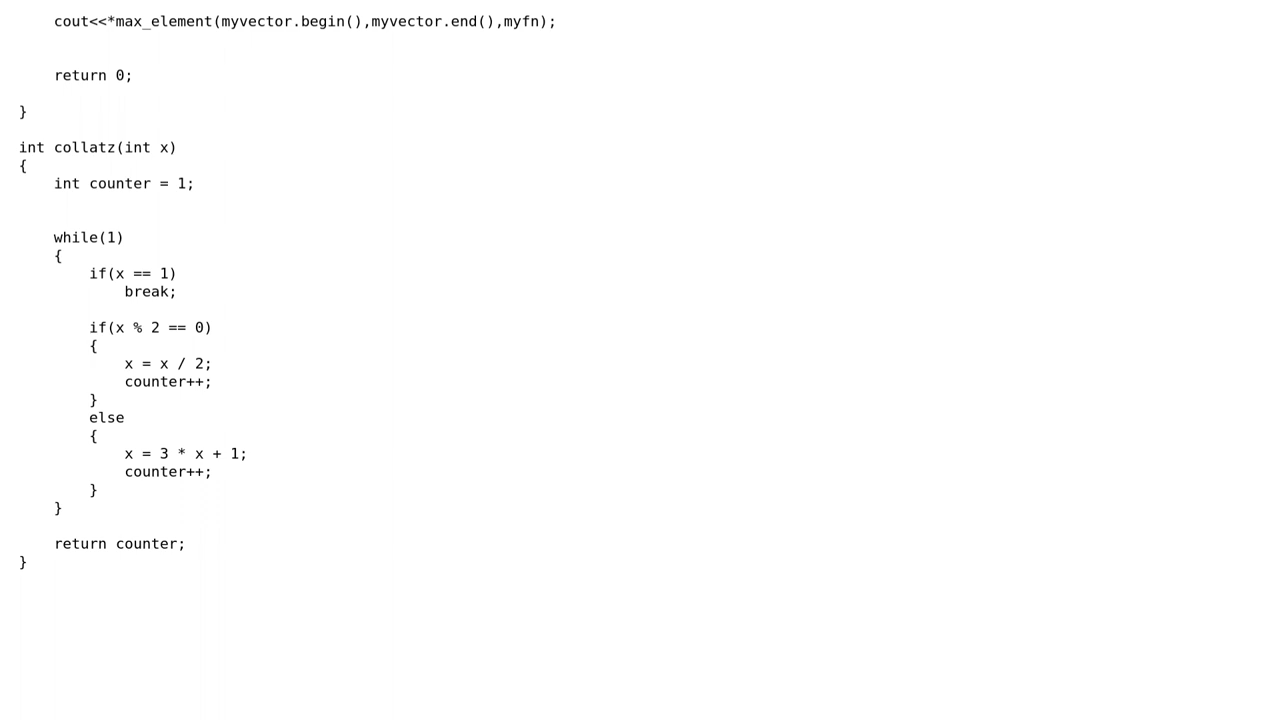 cout<<*max_element(myvector.begin(),myvector.end(),myfn);
return 0;
}
int collatz(int x)
{
int counter = 1;
while(1)
{
if(x == 1)
break;
if(x % 2 == 0)
{
x = x / 2;
counter++;
}
else
{
x = 3 * x + 1;
counter++;
}
}
return counter;
}